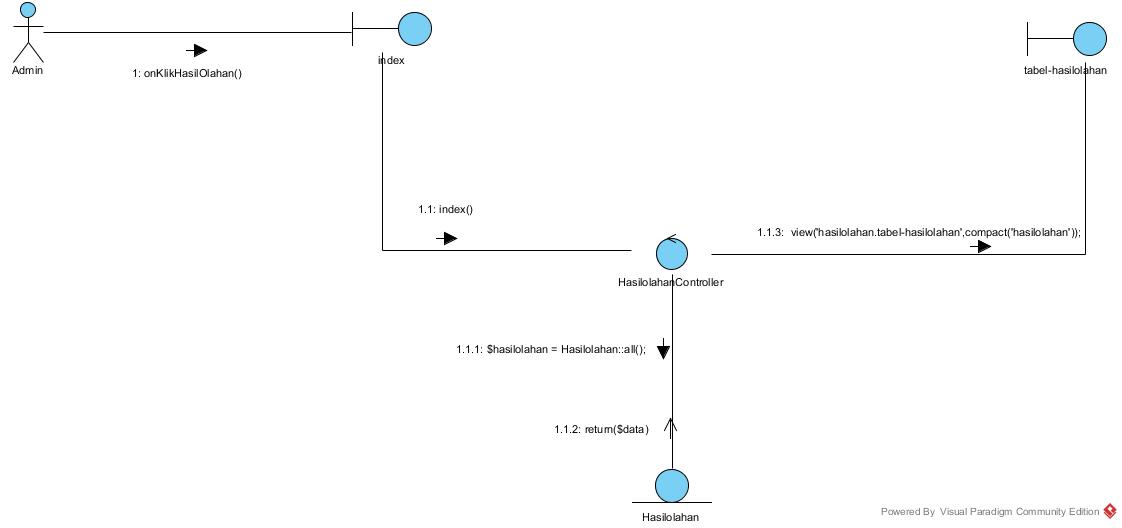 Admin
1: onKlikHasilOlahan()
index
tabel-hasilolahan
1.1: index()
1.1.3:  view('hasilolahan.tabel-hasilolahan',compact('hasilolahan'));
HasilolahanController
1.1.1: $hasilolahan = Hasilolahan::all();
1.1.2: return($data)
Hasilolahan
Powered By Visual Paradigm Community Edition